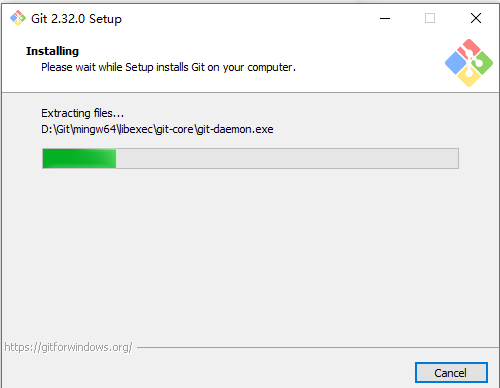 Git 2.32.0 Setup
Installing
Please wait while Setup installs Git on your computer.
Extracting files...
D:\Git\mingw64\libexec\git-core\git-daemon.exe
https://gitforwindows.org/
Cancel